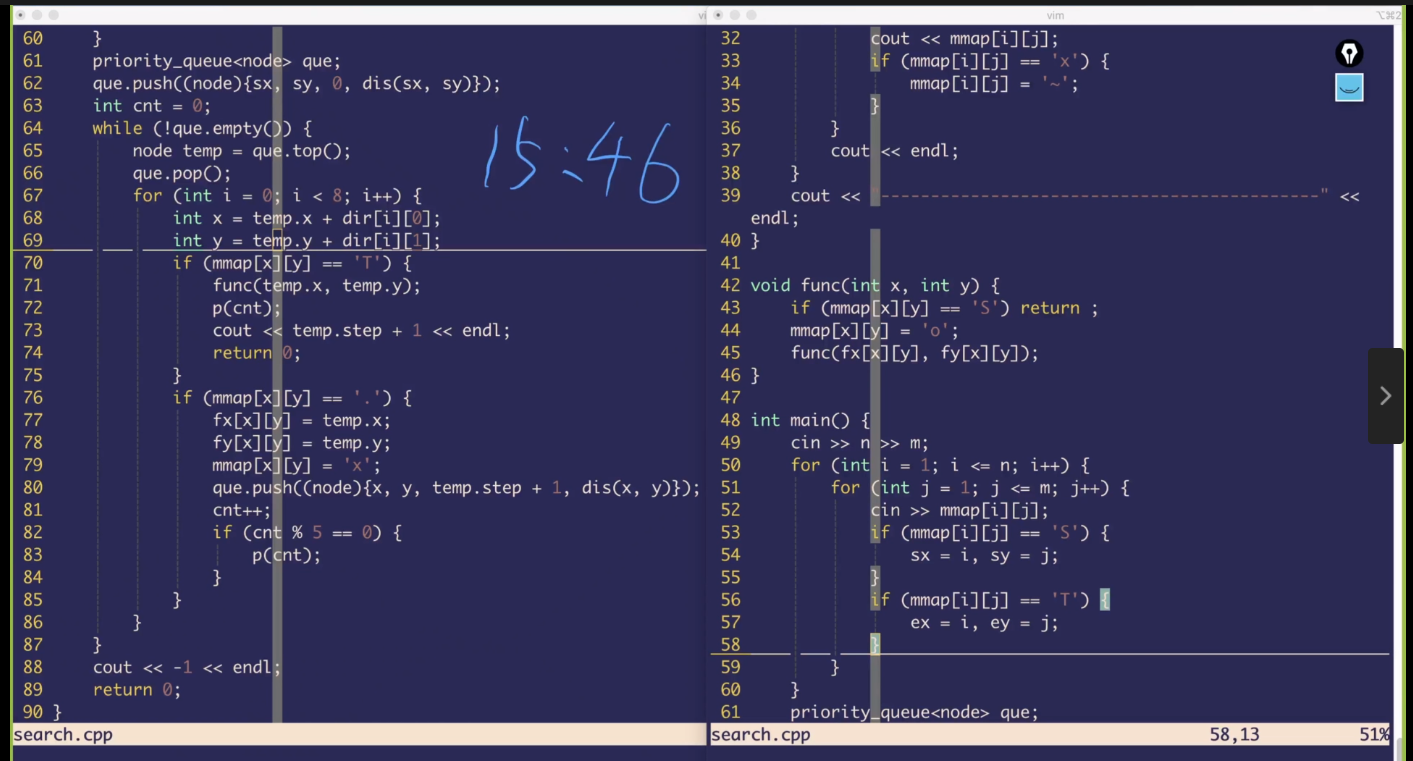 vim
60     }
61     priority_queue<node> que;
62     que.push((node){sx, sy, 0, dis(sx, sy)});
63     int cnt = 0;
64     while (!que.empty()) {
65         node temp = que.top();
66         que.pop();
67         for (int i = 0; i < 8; i++) {
68             int x = temp.x + dir[i][0];
69             int y = temp.y + dir[i][1];
70             if (mmap[x][y] == 'T') {
71                 func(temp.x, temp.y);
72                 p(cnt);
73                 cout << temp.step + 1 << endl;
74                 return 0;
75             }
76             if (mmap[x][y] == '.') {
77                 fx[x][y] = temp.x;
78                 fy[x][y] = temp.y;
79                 mmap[x][y] = 'x';
80                 que.push((node){x, y, temp.step + 1, dis(x, y)});
81                 cnt++;
82                 if (cnt % 5 == 0) {
83                     p(cnt);
84                 }
85             }
86         }
87     }
88     cout << -1 << endl;
89     return 0;
90 }
search.cpp
15:46
vim ⌥⌘2
32             cout << mmap[i][j];
33             if (mmap[i][j] == 'x') {
34                 mmap[i][j] = '~';
35             }
36         }
37         cout << endl;
38     }
39     cout << "--------------------------------------------" <<
endl;
40 }
41
42 void func(int x, int y) {
43     if (mmap[x][y] == 'S') return ;
44     mmap[x][y] = 'o';
45     func(fx[x][y], fy[x][y]);
46 }
47
48 int main() {
49     cin >> n >> m;
50     for (int i = 1; i <= n; i++) {
51         for (int j = 1; j <= m; j++) {
52             cin >> mmap[i][j];
53             if (mmap[i][j] == 'S') {
54                 sx = i, sy = j;
55             }
56             if (mmap[i][j] == 'T') {
57                 ex = i, ey = j;
58             }
59         }
60     }
61     priority_queue<node> que;
search.cpp 58,13 51%